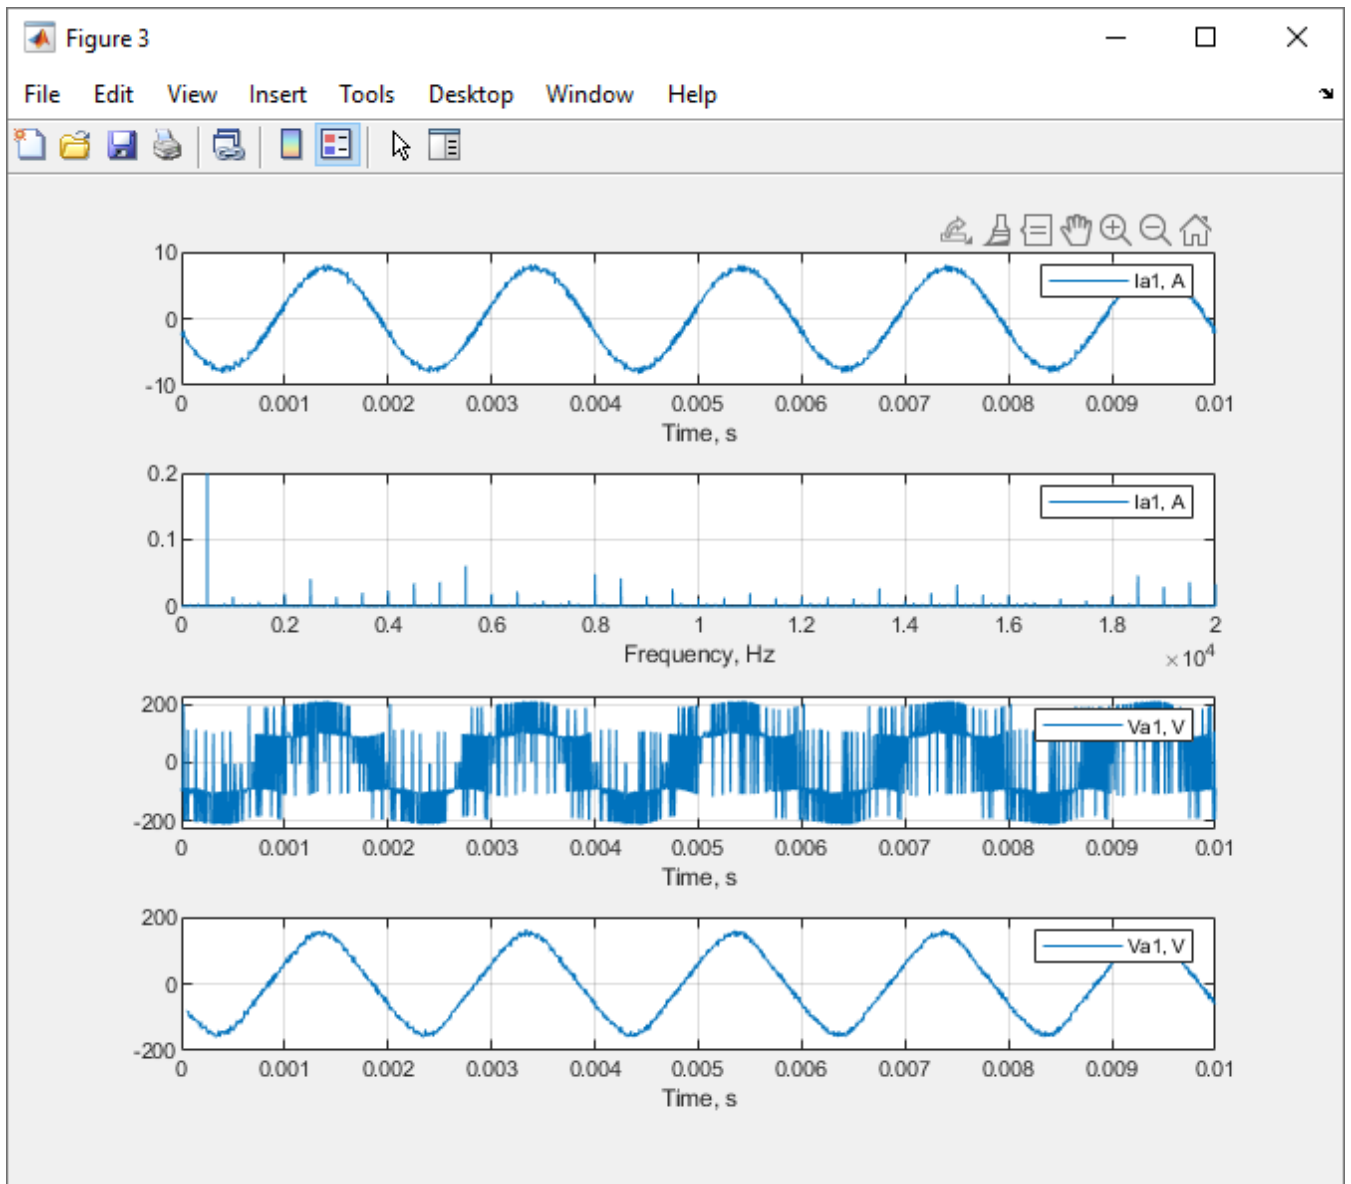 Figure 3
File Edit View Insert Tools Desktop Window Help
10
0
-10
Ia1, A
0 0.001 0.002 0.003 0.004 0.005 0.006 0.007 0.008 0.009 0.01
Time, s
0.2
0.1
0
Ia1, A
0 0.2 0.4 0.6 0.8 1 1.2 1.4 1.6 1.8 2
Frequency, Hz
×10⁴
200
0
-200
Va1, V
0 0.001 0.002 0.003 0.004 0.005 0.006 0.007 0.008 0.009 0.01
Time, s
200
0
-200
Va1, V
0 0.001 0.002 0.003 0.004 0.005 0.006 0.007 0.008 0.009 0.01
Time, s